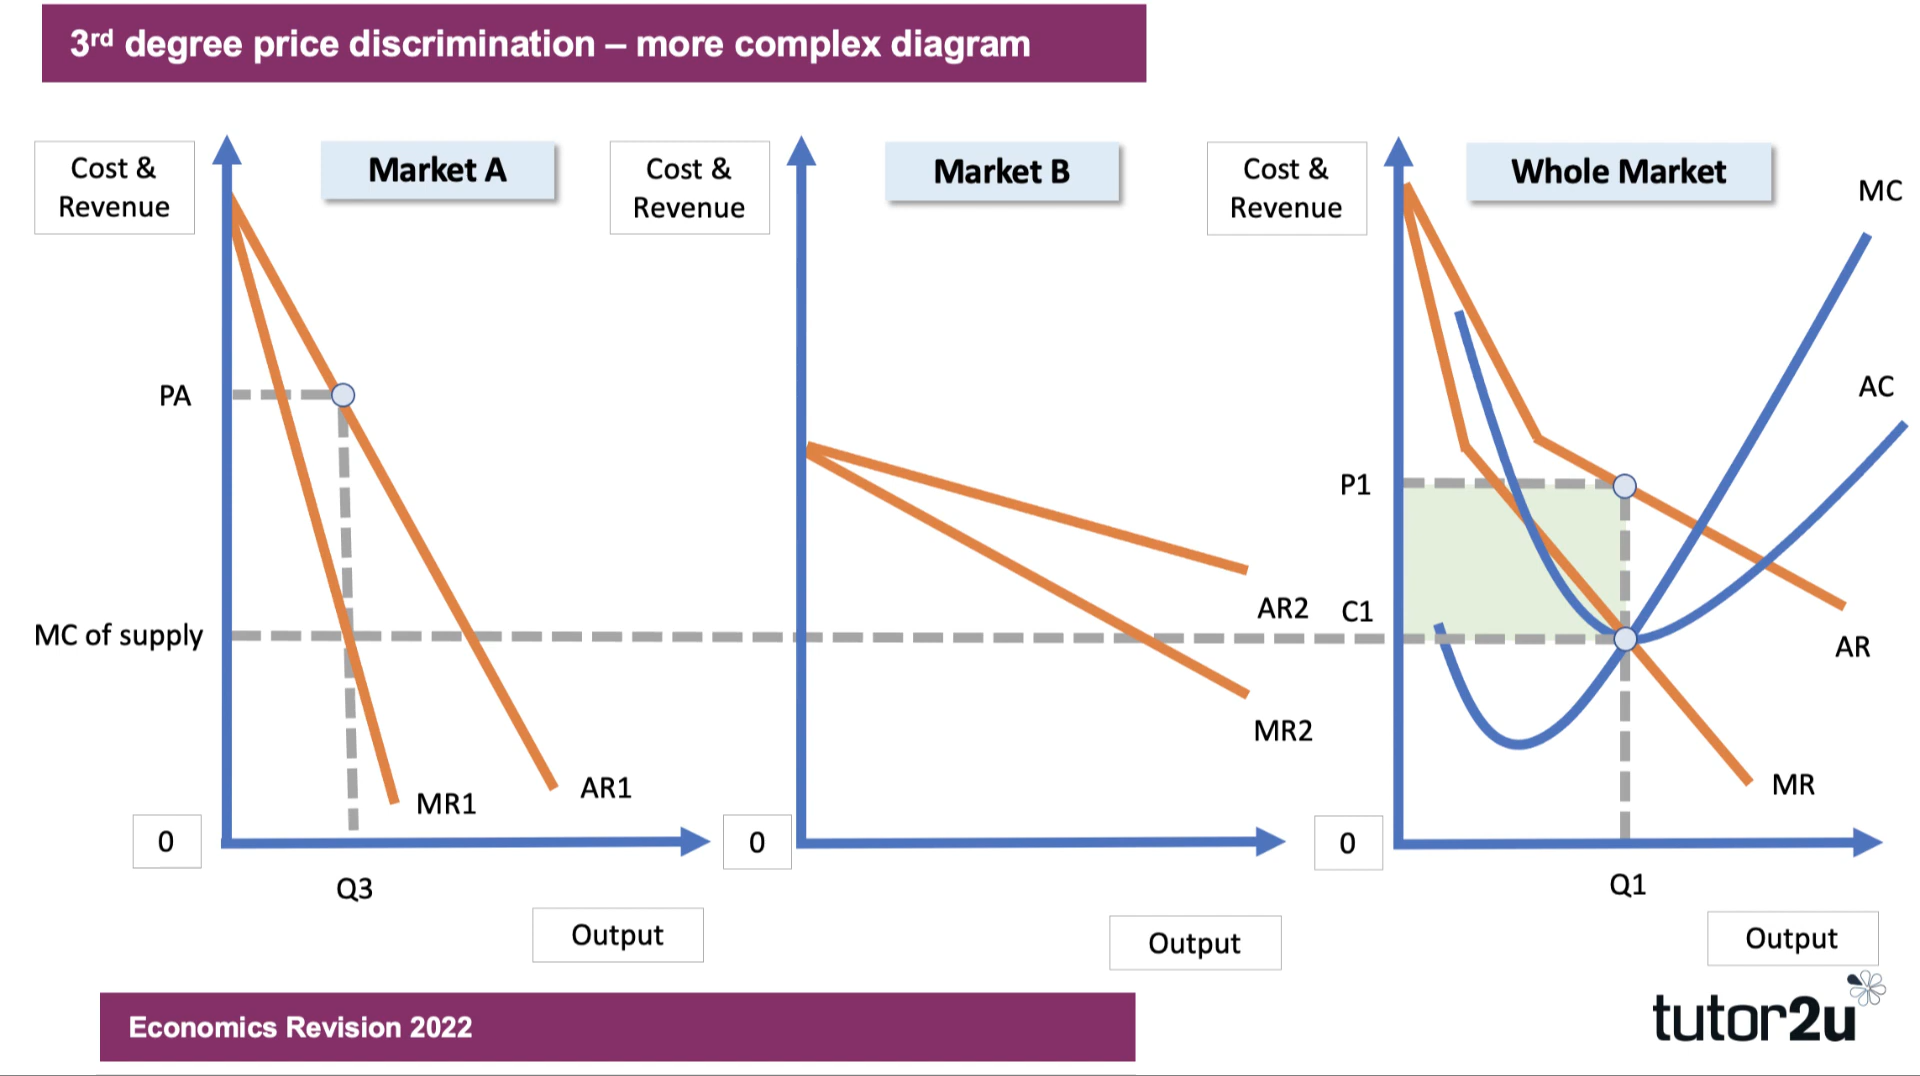 3rd degree price discrimination – more complex diagram
Cost &
Revenue
Market A
Cost &
Revenue
Market B
Cost &
Revenue
Whole Market
MC
PA
AC
P1
MC of supply
AR2
C1
AR
MR2
MR1
AR1
MR
0
0
0
Q3
Q1
Output
Output
Output
Economics Revision 2022
tutor2u